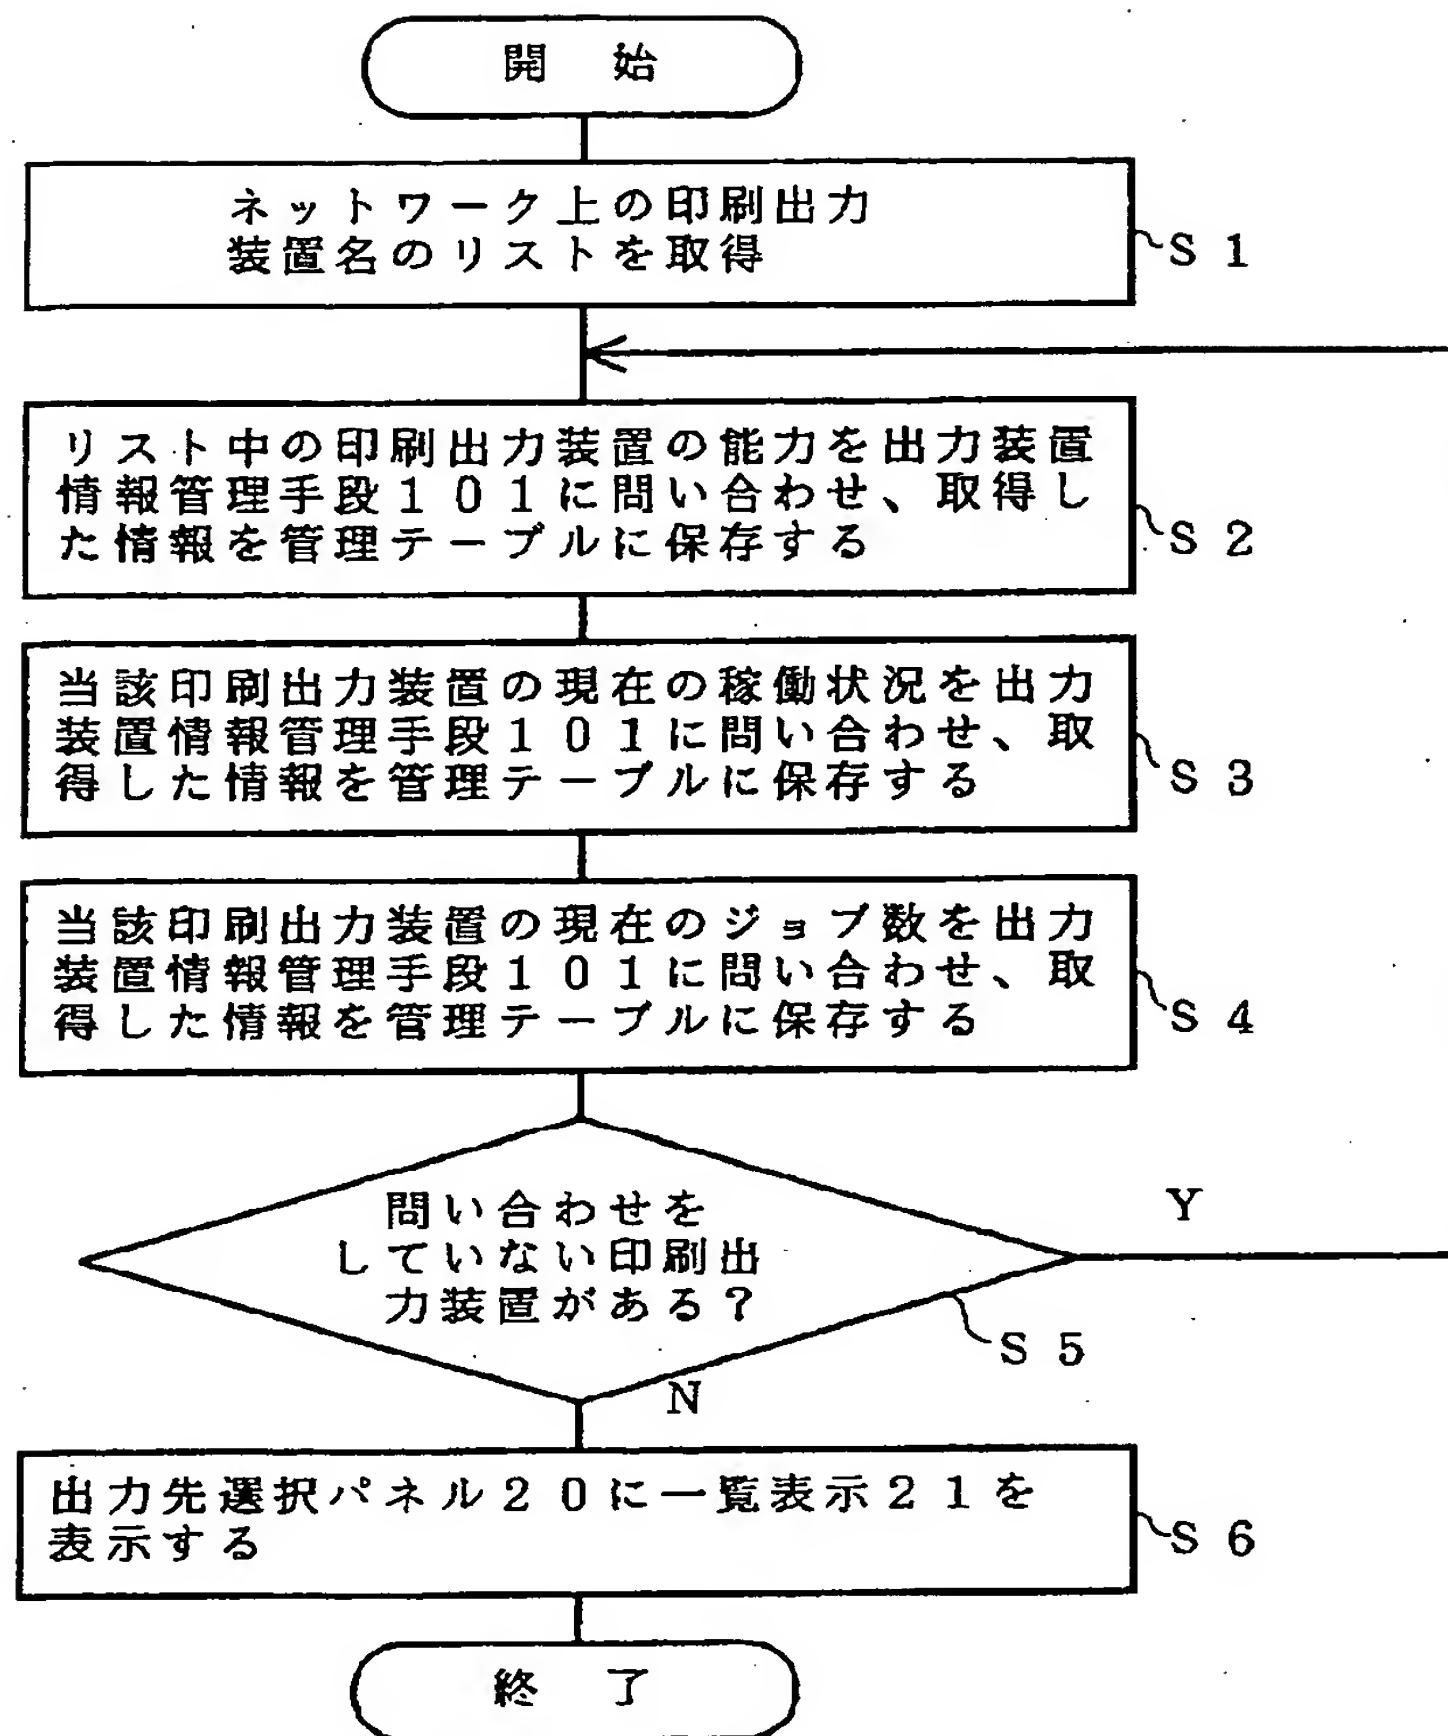 開 始
ネットワーク上の印刷出力
装置名のリストを取得
S 1
リスト中の印刷出力装置の能力を出力装置
情報管理手段101に問い合わせ、取得し
た情報を管理テーブルに保存する
S 2
当該印刷出力装置の現在の稼働状況を出力
装置情報管理手段101に問い合わせ、取
得した情報を管理テーブルに保存する
S 3
当該印刷出力装置の現在のジョブ数を出力
装置情報管理手段101に問い合わせ、取
得した情報を管理テーブルに保存する
S 4
問い合わせを
していない印刷出
力装置がある?
Y
S 5
N
出力先選択パネル20に一覧表示21を
表示する
S 6
終 了